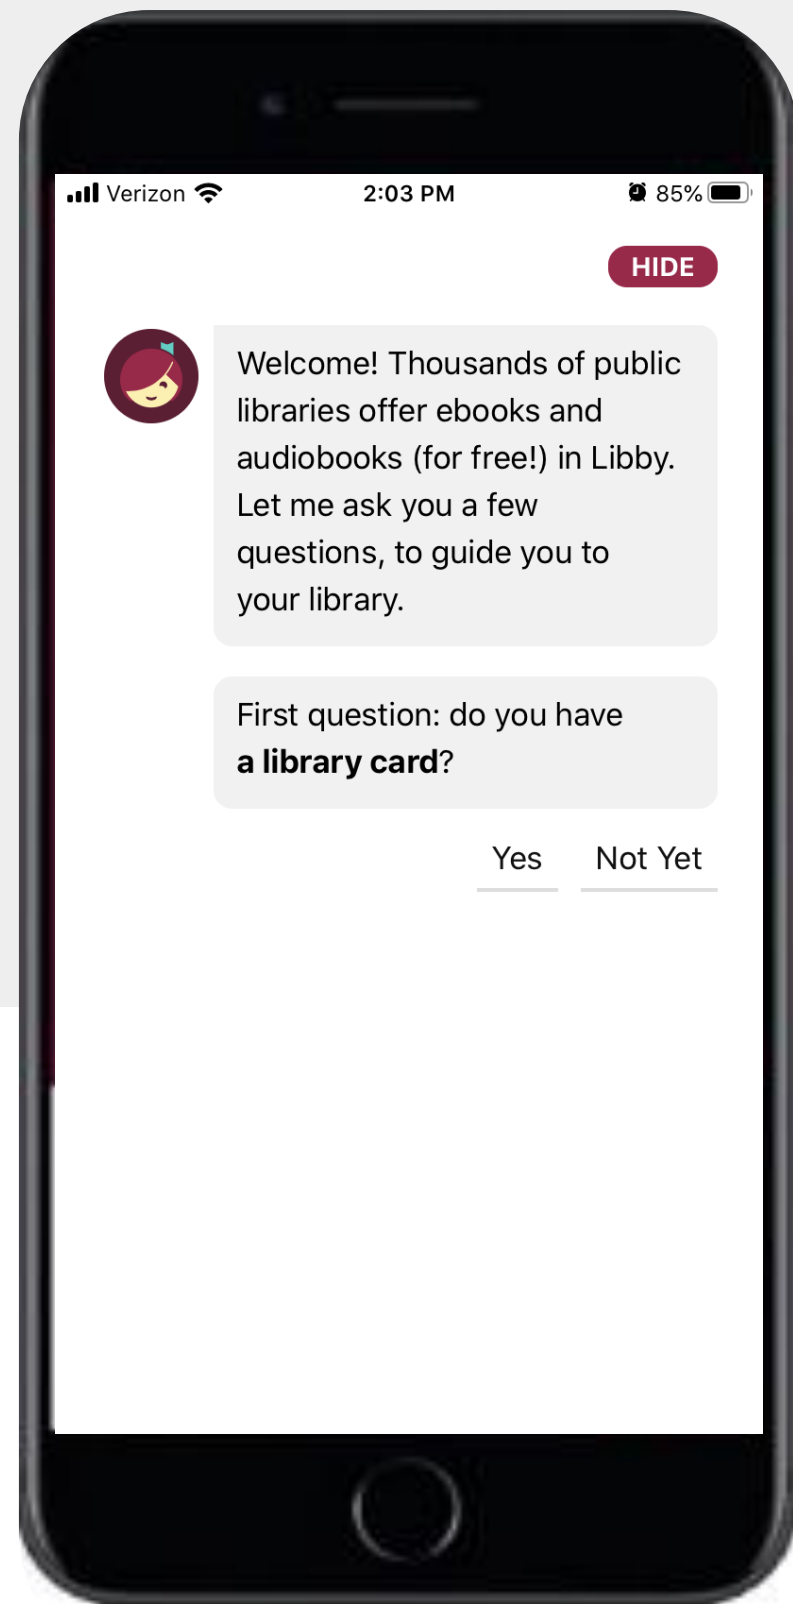 Verizon 2:03 PM 85%
HIDE
Welcome! Thousands of public
libraries offer ebooks and
audiobooks (for free!) in Libby.
Let me ask you a few
questions, to guide you to
your library.
First question: do you have
a library card?
Yes Not Yet